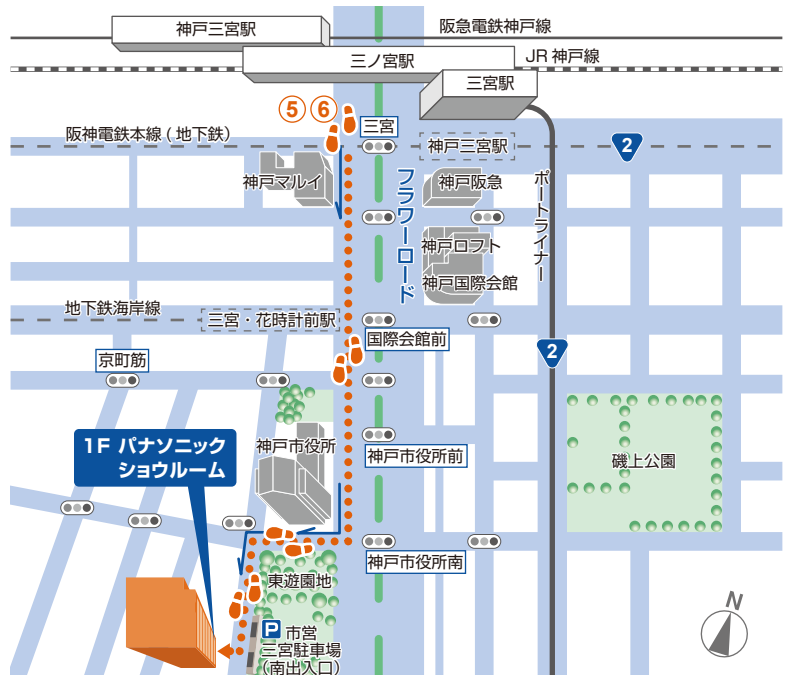 神戸三宮駅
阪急電鉄神戸線
三ノ宮駅
JR 神戸線
三宮駅
⑤ ⑥
三宮
阪神電鉄本線(地下鉄)
神戸三宮駅
2
神戸マルイ
フラワーロード
神戸阪急
ポートライナー
神戸ロフト
神戸国際会館
地下鉄海岸線
三宮・花時計前駅
国際会館前
2
京町筋
1F パナソニック
ショウルーム
神戸市役所
神戸市役所前
磯上公園
神戸市役所南
東遊園地
P 市営
三宮駐車場
(南出入口)
N